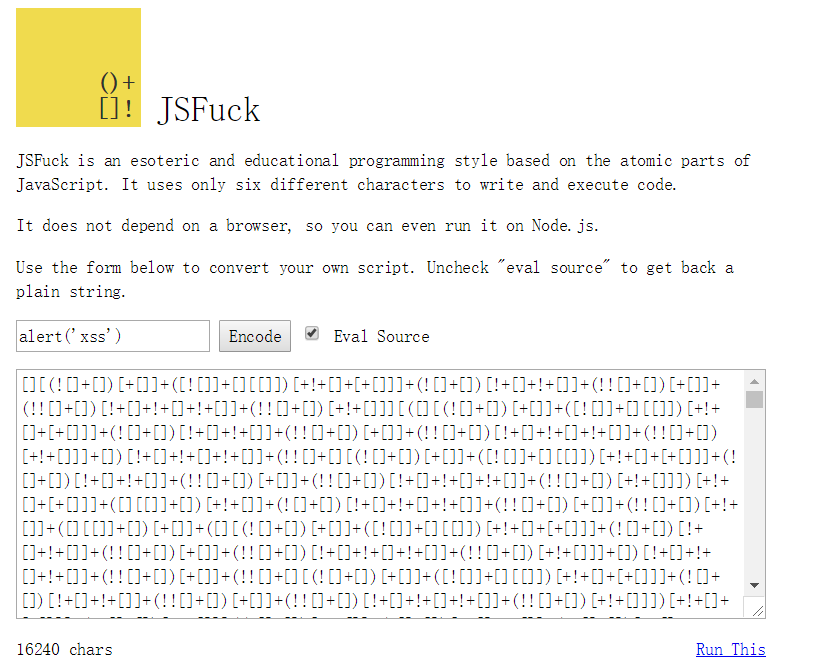 ()+
[]!
JSFuck
JSFuck is an esoteric and educational programming style based on the atomic parts of
JavaScript. It uses only six different characters to write and execute code.
It does not depend on a browser, so you can even run it on Node.js.
Use the form below to convert your own script. Uncheck "eval source" to get back a
plain string.
alert('xss')
Encode
Eval Source
[][(![]+[])[+[]]+([![]]+[][[]])[+!+[]+[+[]]]+(![]+[])[!+[]+!+[]]+(!![]+[])[+[]]+
(!![]+[])[!+[]+!+[]+!+[]]+(!![]+[])[+!+[]]][([][(![]+[])[+[]]+([![]]+[][[]])[+!+
[]+[+[]]]+(![]+[])[!+[]+!+[]]+(!![]+[])[+[]]+(!![]+[])[!+[]+!+[]+!+[]]+(!![]+[])
[+!+[]]]+[])[!+[]+!+[]+!+[]]+(!![]+[][(![]+[])[+[]]+([![]]+[][[]])[+!+[]+[+[]]]+(!
[]+[])[!+[]+!+[]]+(!![]+[])[+[]]+(!![]+[])[!+[]+!+[]+!+[]]+(!![]+[])[+!+[]]])[+!+
[]+[+[]]]+([][[]]+[])[+!+[]]+(![]+[])[!+[]+!+[]+!+[]]+(!![]+[])[+[]]+(!![]+[])[+!+
[]]+([][[]]+[])[+[]]+([][(![]+[])[+[]]+([![]]+[][[]])[+!+[]+[+[]]]+(![]+[])[!+
[]+!+[]]+(!![]+[])[+[]]+(!![]+[])[!+[]+!+[]+!+[]]+(!![]+[])[+!+[]]]+[])[!+[]+!+
[]+!+[]]+(!![]+[])[+[]]+(!![]+[][(![]+[])[+[]]+([![]]+[][[]])[+!+[]+[+[]]]+(![]+
[])[!+[]+!+[]]+(!![]+[])[+[]]+(!![]+[])[!+[]+!+[]+!+[]]+(!![]+[])[+!+[]]])[+!+[]+
16240 chars
Run This